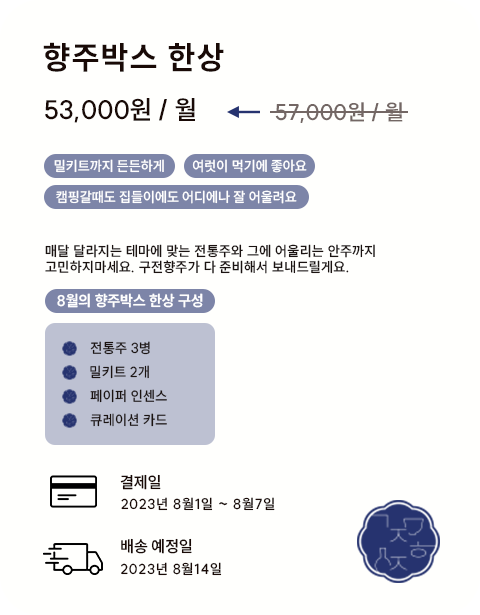 향주박스 한상
53,000원 / 월 57,000원 / 월
밀키트까지 든든하게 여럿이 먹기에 좋아요
캠핑갈때도 집들이에도 어디에나 잘 어울려요
매달 달라지는 테마에 맞는 전통주와 그에 어울리는 안주까지
고민하지마세요. 구전향주가 다 준비해서 보내드릴게요.
8월의 향주박스 한상 구성
전통주 3병
밀키트 2개
페이퍼 인센스
큐레이션 카드
결제일
2023년 8월1일 ~ 8월7일
배송 예정일
2023년 8월14일